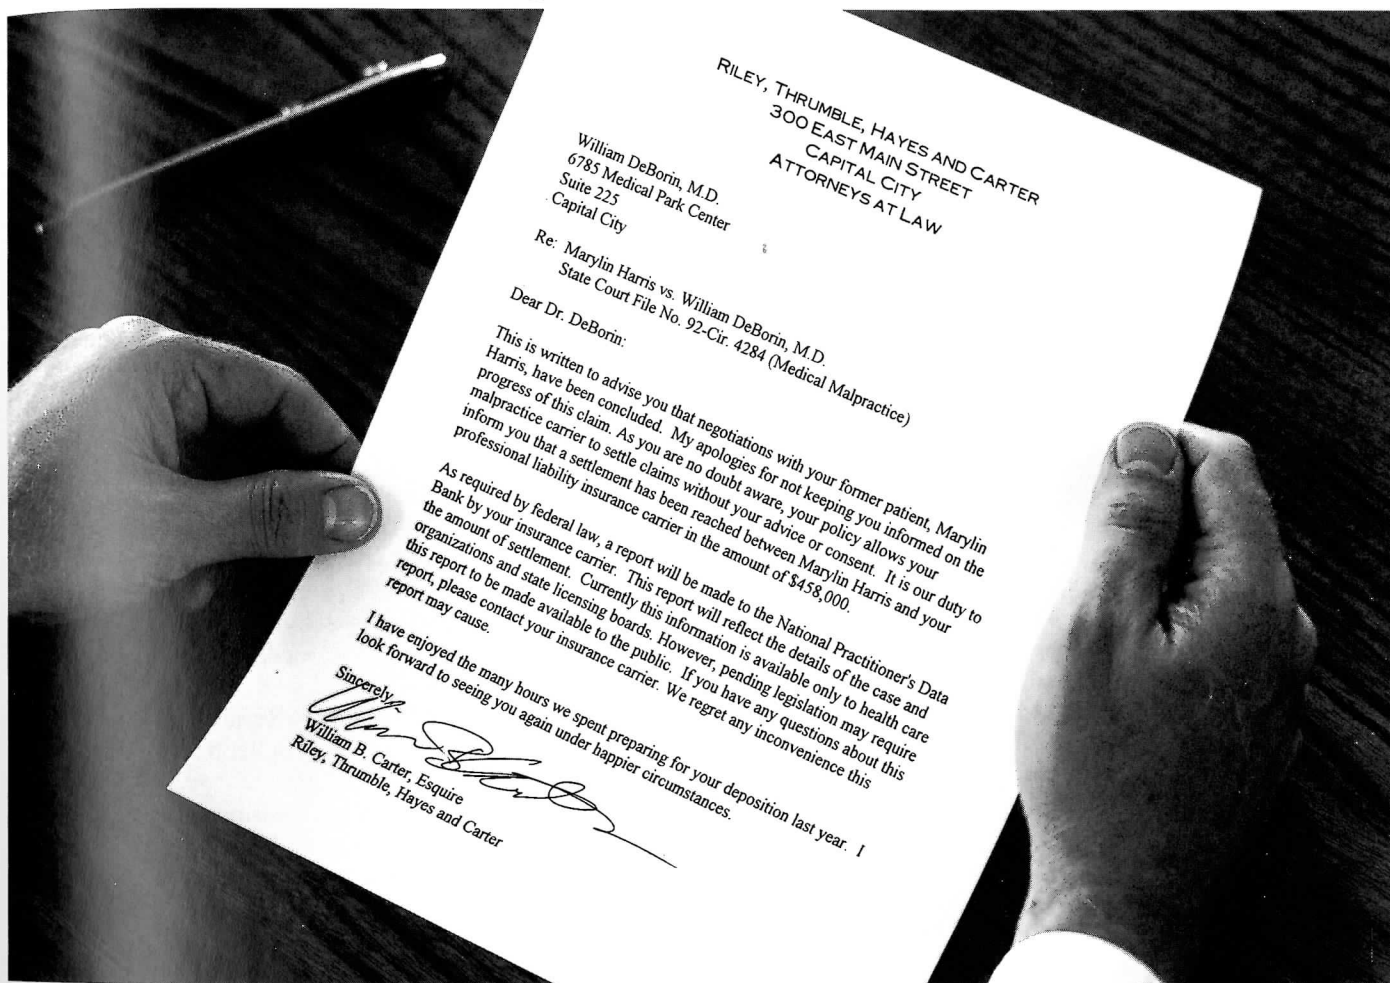 RILEY, THRUMBLE, HAYES AND CARTER
300 EAST MAIN STREET
CAPITAL CITY
ATTORNEYS AT LAW
William DeBorin, M.D.
6785 Medical Park Center
Suite 225
Capital City
Re: Marylin Harris vs. William DeBorin, M.D.
State Court File No. 92-Cir. 4284 (Medical Malpractice)
Dear Dr. DeBorin:
This is written to advise you that negotiations with your former patient, Marylin
Harris, have been concluded. My apologies for not keeping you informed on the
progress of this claim. As you are no doubt aware, your policy allows your
malpractice carrier to settle claims without your advice or consent. It is our duty to
inform you that a settlement has been reached between Marylin Harris and your
professional liability insurance carrier in the amount of $458,000.
As required by federal law, a report will be made to the National Practitioner's Data
Bank by your insurance carrier. This report will reflect the details of the case and
the amount of settlement. Currently this information is available only to health care
organizations and state licensing boards. However, pending legislation may require
this report to be made available to the public. If you have any questions about this
report, please contact your insurance carrier. We regret any inconvenience this
report may cause.
I have enjoyed the many hours we spent preparing for your deposition last year. I
look forward to seeing you again under happier circumstances.
Sincerely,
William B. Carter, Esquire
Riley, Thrumble, Hayes and Carter